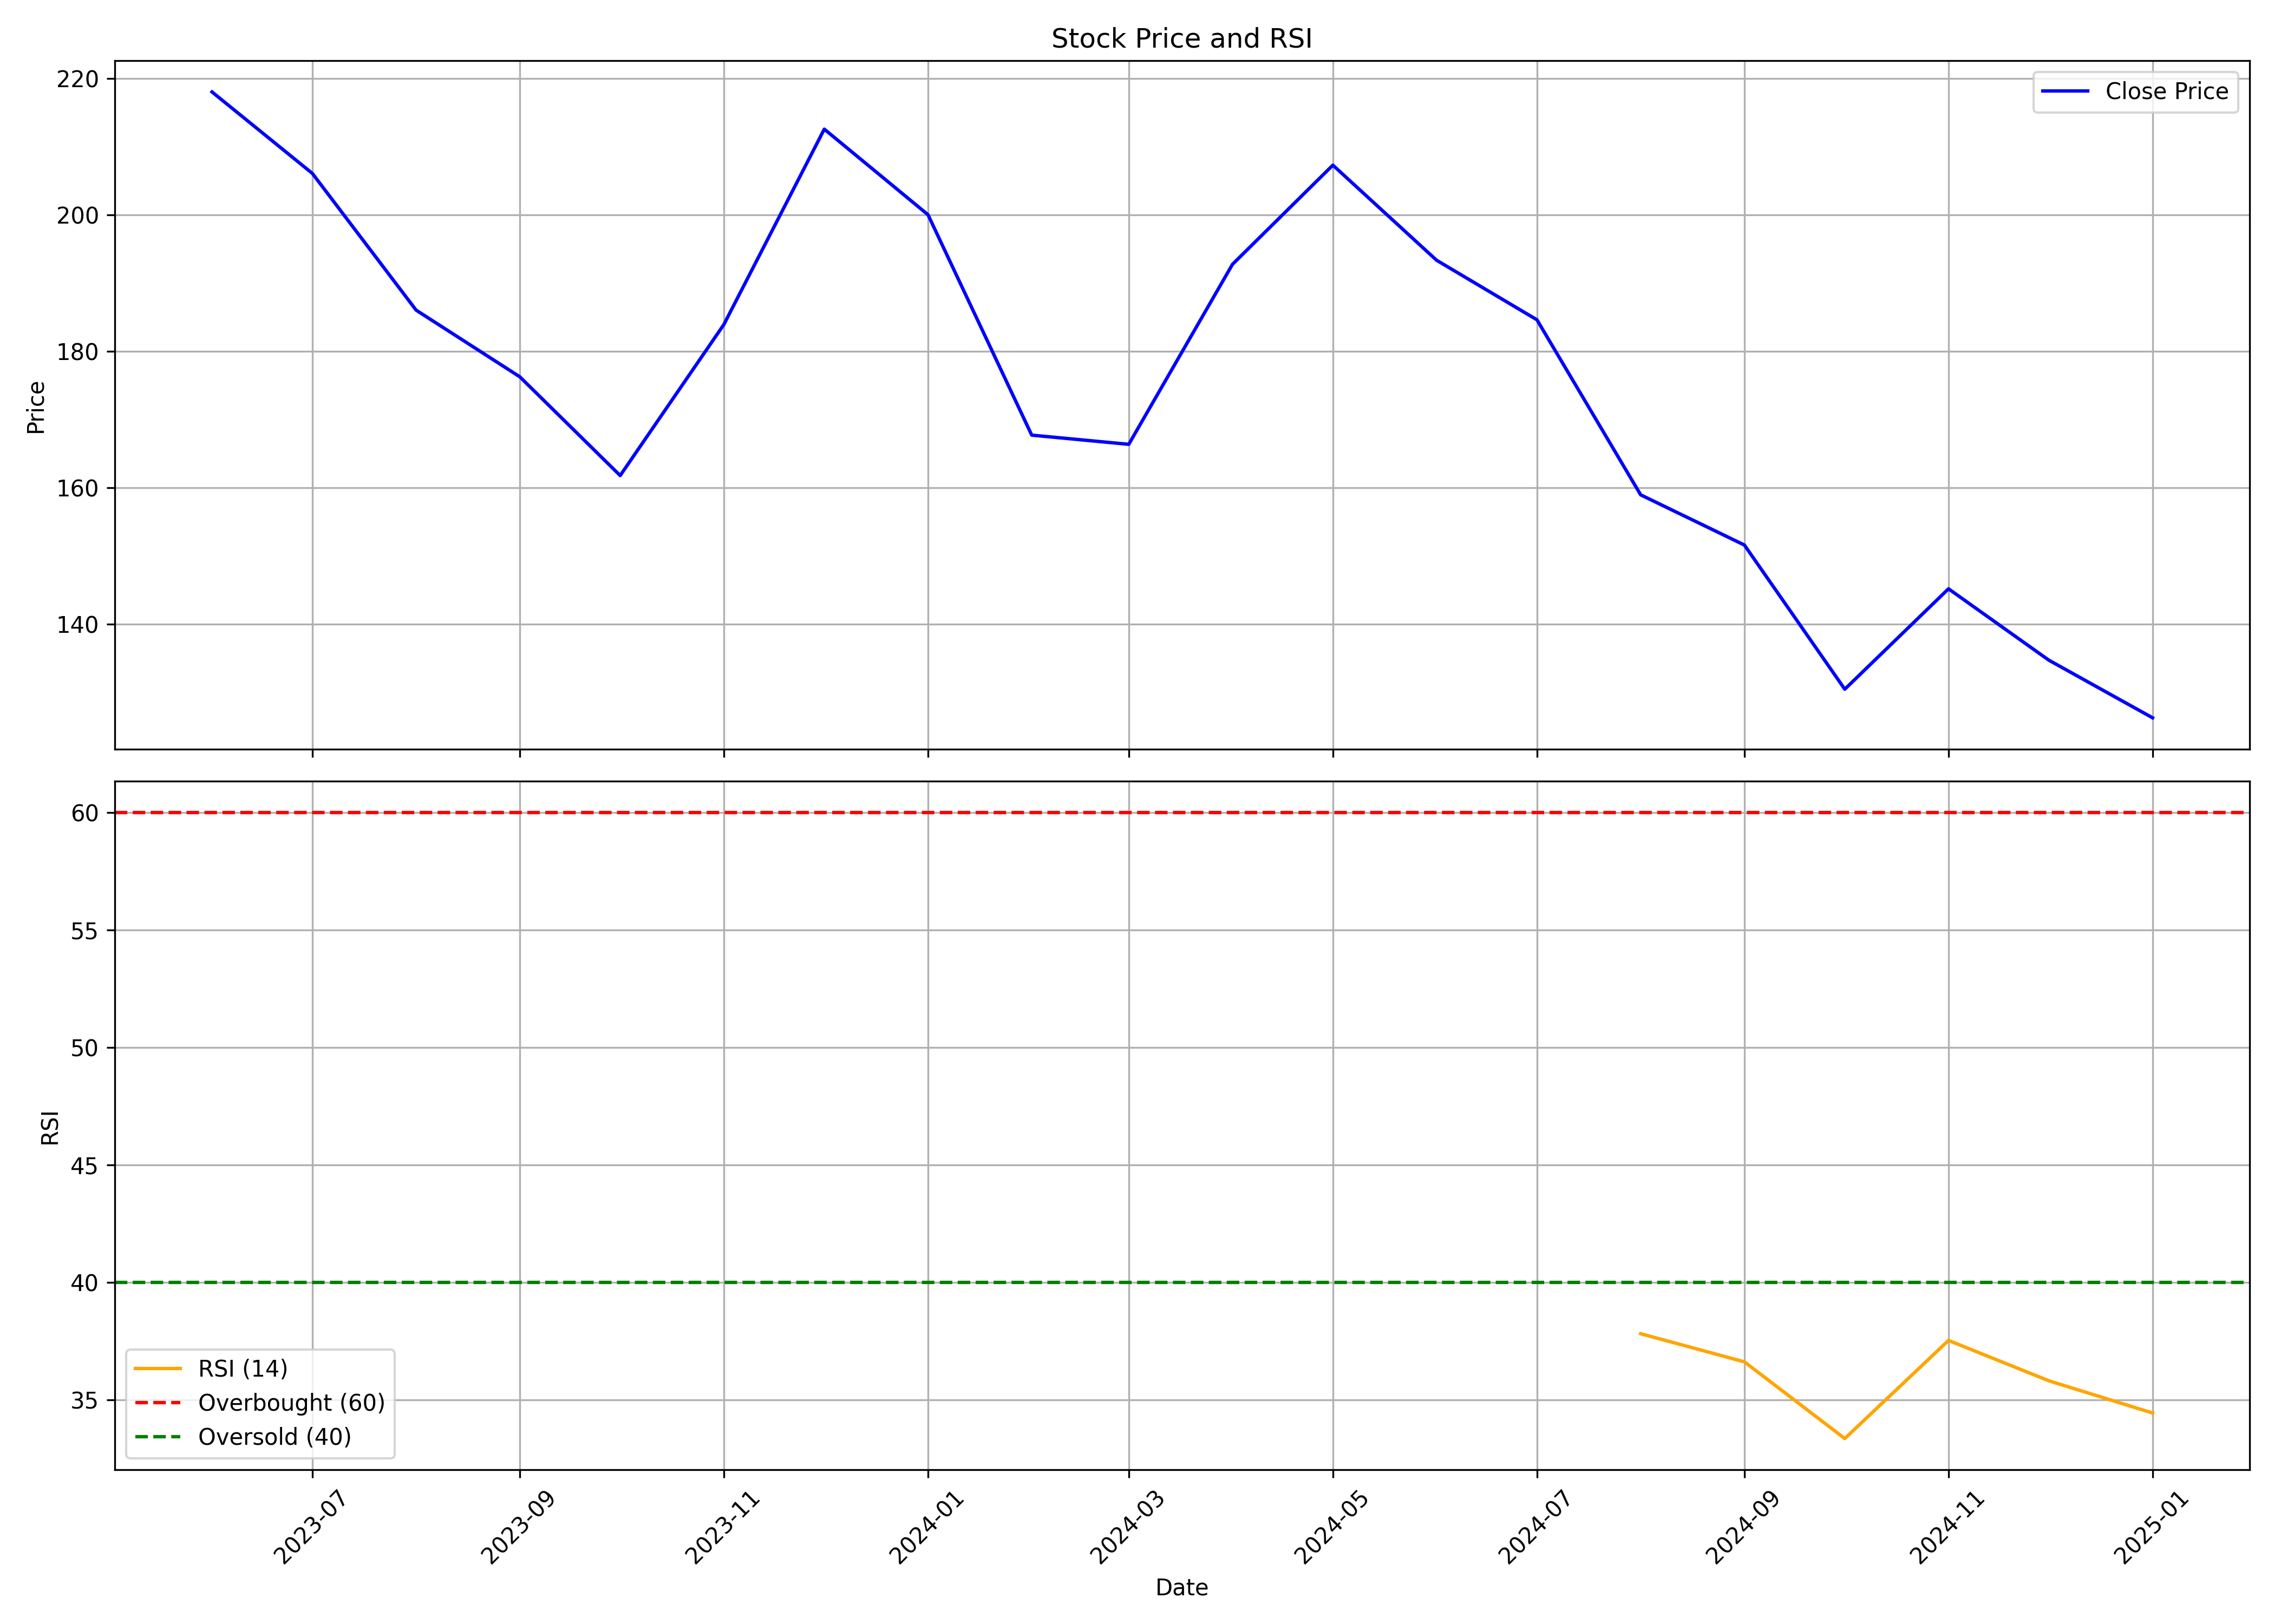 Stock Price and RSI
220
200
180
160
140
Price
Close Price
60
55
50
45
40
35
RSI
RSI (14)
Overbought (60)
Oversold (40)
2023-07
2023-09
2023-11
2024-01
2024-03
2024-05
2024-07
2024-09
2024-11
2025-01
Date